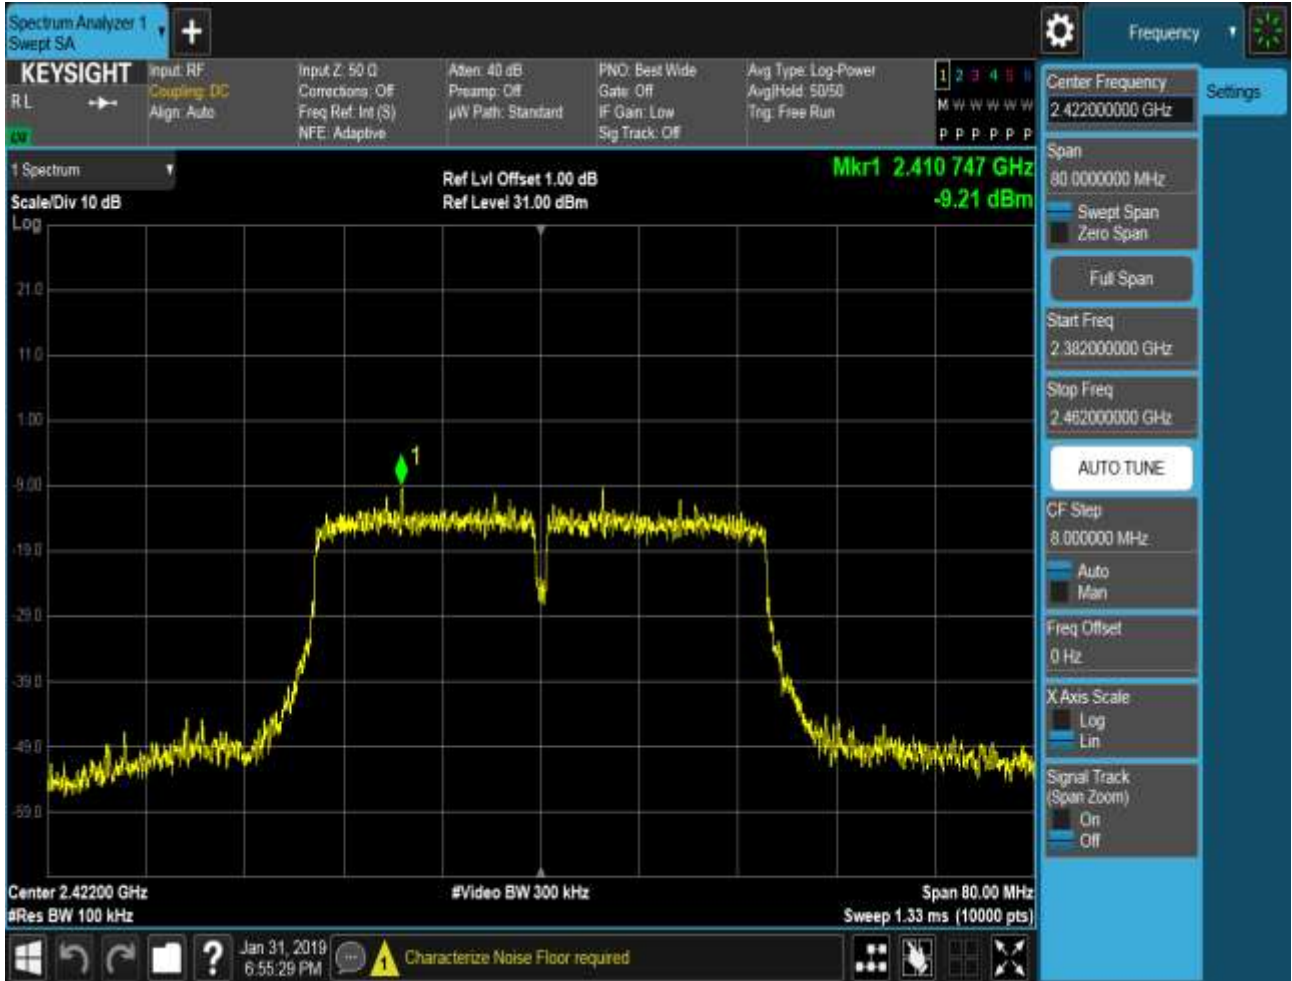 Spectrum Analyzer 1
Swept SA
+
Frequency
KEYSIGHT
R L
Input: RF
Coupling: DC
Align: Auto
Input Z: 50 Ω
Corrections: Off
Freq Ref: Int (S)
NFE: Adaptive
Atten: 40 dB
Preamp: Off
µW Path: Standard
PNO: Best Wide
Gate: Off
IF Gain: Low
Sig Track: Off
Avg Type: Log-Power
Avg|Hold: 50/50
Trig: Free Run
1 2 3 4 5 6
M W W W W W
P P P P P P
1 Spectrum
Scale/Div 10 dB
Log
Ref Lvl Offset 1.00 dB
Ref Level 31.00 dBm
Mkr1 2.410 747 GHz
-9.21 dBm
21.0
11.0
1.00
-9.00
-19.0
-29.0
-39.0
-49.0
-59.0
1
Center 2.42200 GHz
#Video BW 300 kHz
Span 80.00 MHz
#Res BW 100 kHz
Sweep 1.33 ms (10000 pts)
Center Frequency
2.422000000 GHz
Settings
Span
80.0000000 MHz
Swept Span
Zero Span
Full Span
Start Freq
2.382000000 GHz
Stop Freq
2.462000000 GHz
AUTO TUNE
CF Step
8.000000 MHz
Auto
Man
Freq Offset
0 Hz
X Axis Scale
Log
Lin
Signal Track
(Span Zoom)
On
Off
?
Jan 31, 2019
6:55:29 PM
1
Characterize Noise Floor required